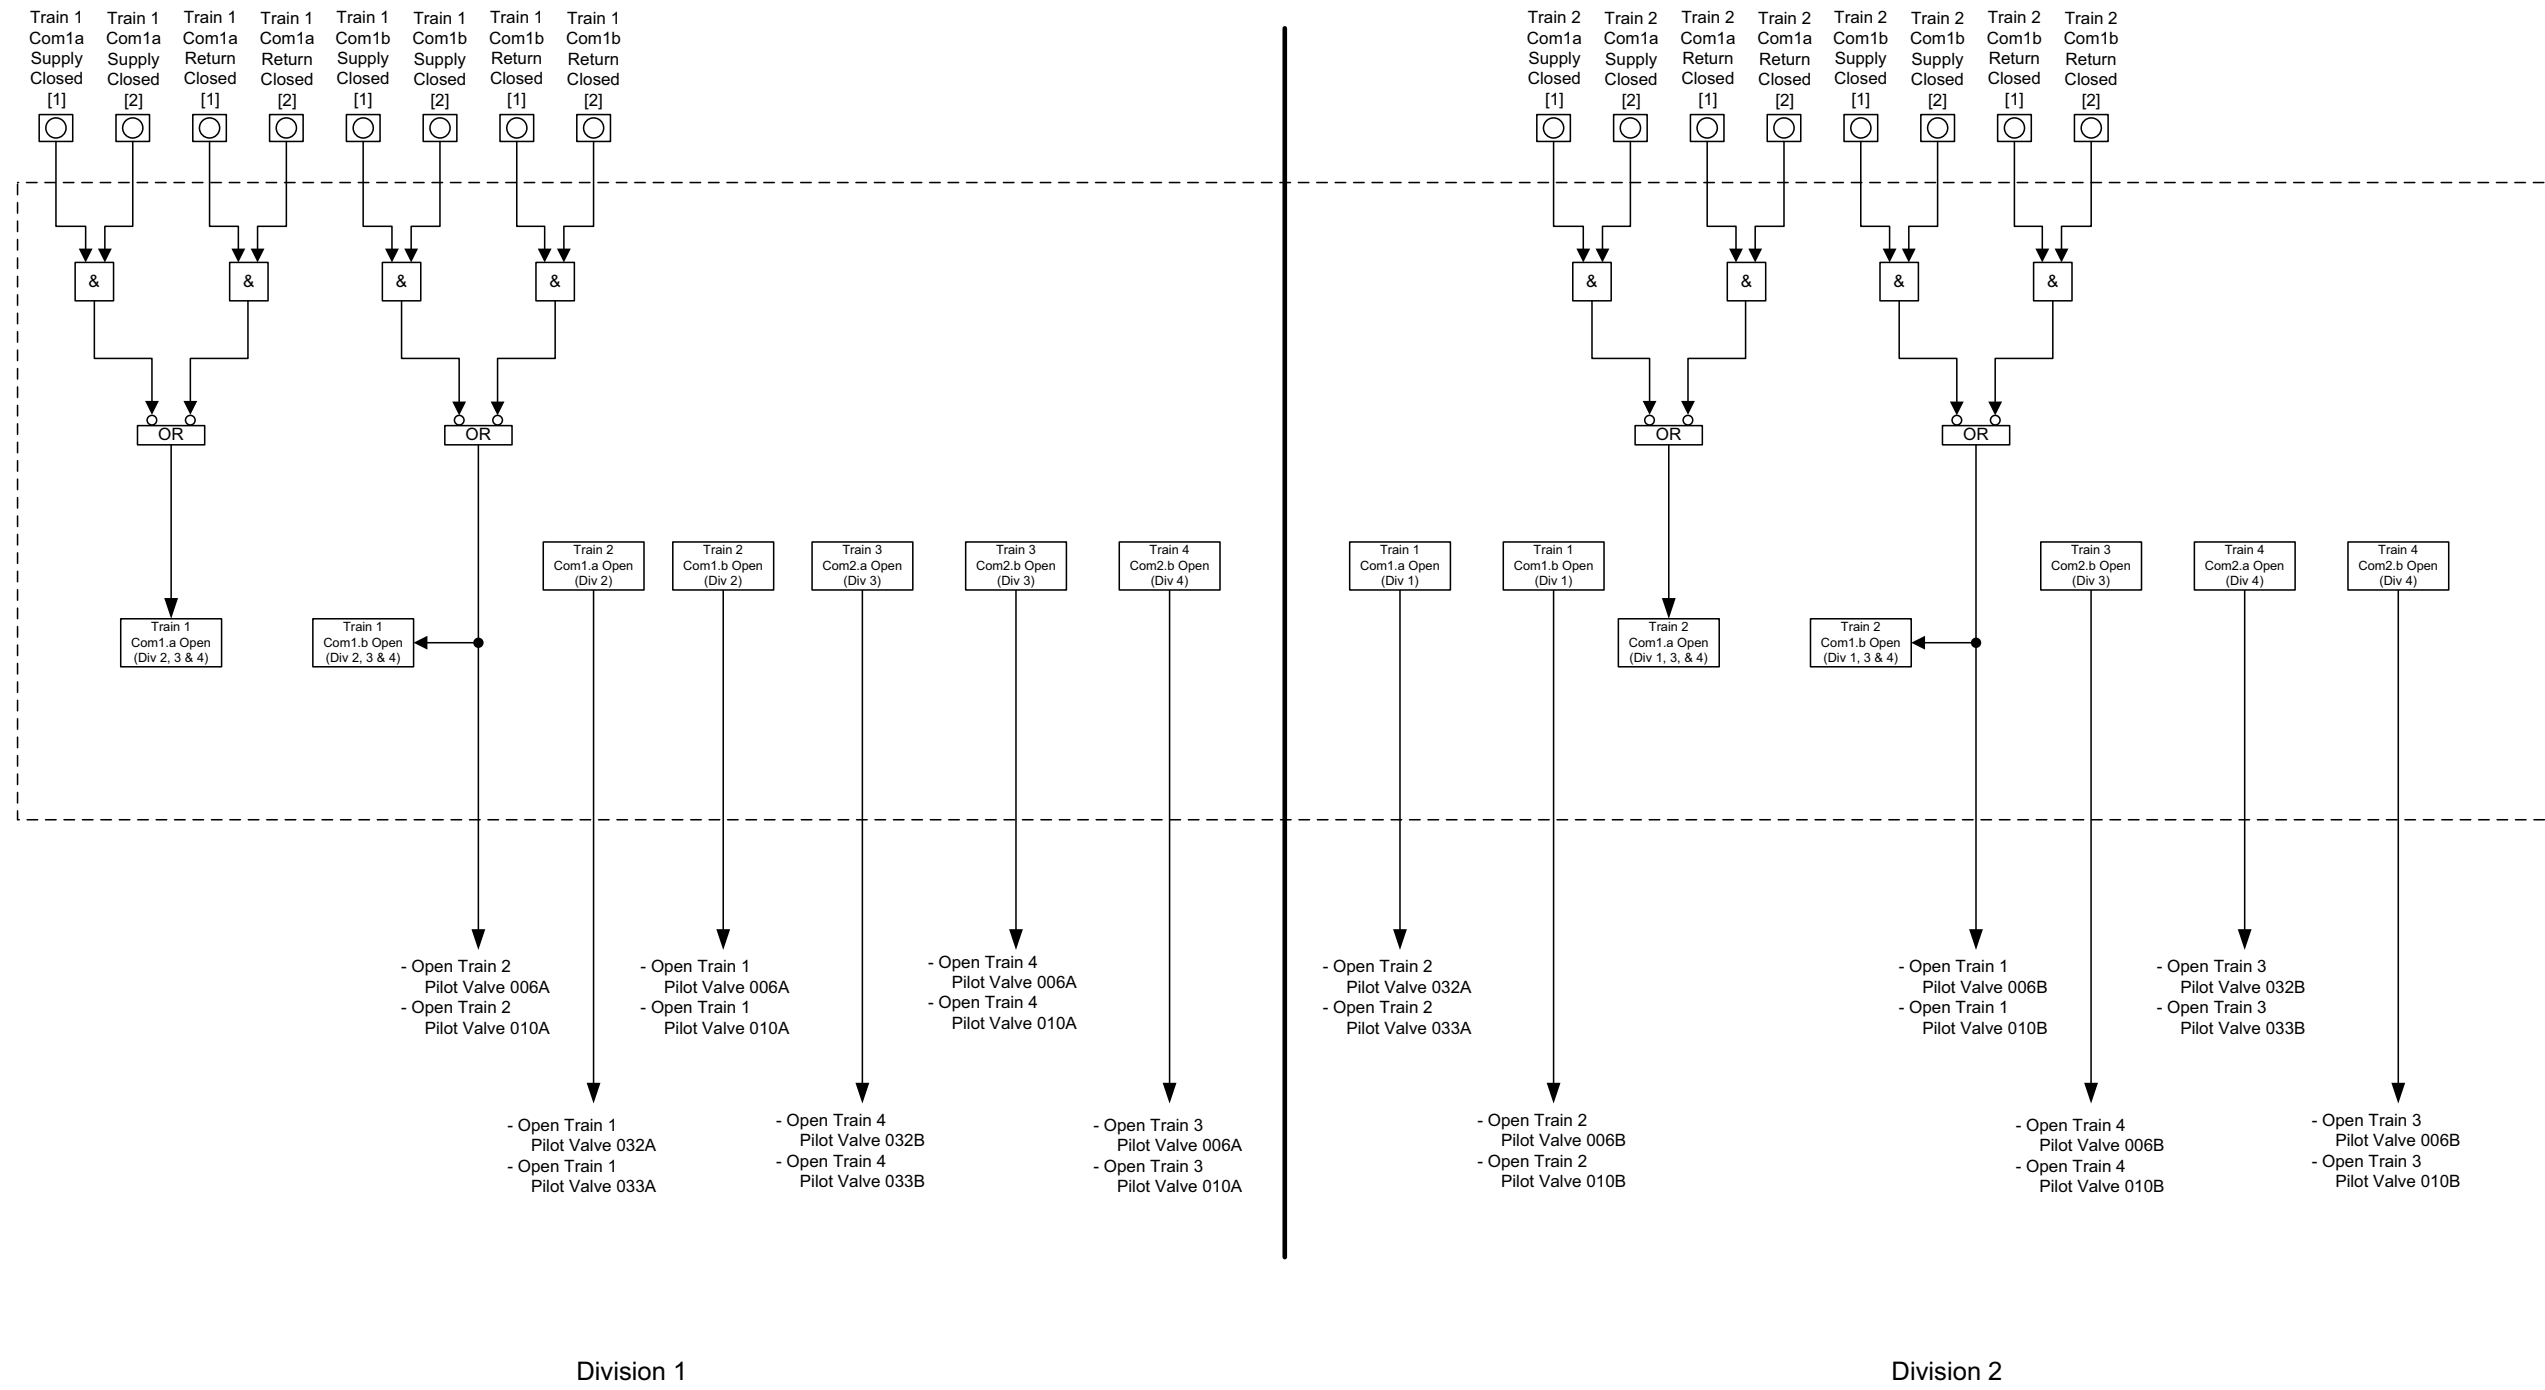 Train 1
Com1a
Supply
Closed
[1]
Train 1
Com1a
Supply
Closed
[2]
Train 1
Com1a
Return
Closed
[1]
Train 1
Com1a
Return
Closed
[2]
Train 1
Com1b
Supply
Closed
[1]
Train 1
Com1b
Supply
Closed
[2]
Train 1
Com1b
Return
Closed
[1]
Train 1
Com1b
Return
Closed
[2]
&
&
&
&
OR
OR
Train 2
Com1.a Open
(Div 2)
Train 2
Com1.b Open
(Div 2)
Train 3
Com2.a Open
(Div 3)
Train 3
Com2.b Open
(Div 3)
Train 4
Com2.b Open
(Div 4)
Train 1
Com1.a Open
(Div 2, 3 & 4)
Train 1
Com1.b Open
(Div 2, 3 & 4)
- Open Train 2
Pilot Valve 006A
- Open Train 2
Pilot Valve 010A
- Open Train 1
Pilot Valve 006A
- Open Train 1
Pilot Valve 010A
- Open Train 4
Pilot Valve 006A
- Open Train 4
Pilot Valve 010A
- Open Train 1
Pilot Valve 032A
- Open Train 1
Pilot Valve 033A
- Open Train 4
Pilot Valve 032B
- Open Train 4
Pilot Valve 033B
- Open Train 3
Pilot Valve 006A
- Open Train 3
Pilot Valve 010A
Division 1
Train 2
Com1a
Supply
Closed
[1]
Train 2
Com1a
Supply
Closed
[2]
Train 2
Com1a
Return
Closed
[1]
Train 2
Com1a
Return
Closed
[2]
Train 2
Com1b
Supply
Closed
[1]
Train 2
Com1b
Supply
Closed
[2]
Train 2
Com1b
Return
Closed
[1]
Train 2
Com1b
Return
Closed
[2]
&
&
&
&
OR
OR
Train 1
Com1.a Open
(Div 1)
Train 1
Com1.b Open
(Div 1)
Train 3
Com2.b Open
(Div 3)
Train 4
Com2.a Open
(Div 4)
Train 4
Com2.b Open
(Div 4)
Train 2
Com1.a Open
(Div 1, 3, & 4)
Train 2
Com1.b Open
(Div 1, 3 & 4)
- Open Train 2
Pilot Valve 032A
- Open Train 2
Pilot Valve 033A
- Open Train 1
Pilot Valve 006B
- Open Train 1
Pilot Valve 010B
- Open Train 3
Pilot Valve 032B
- Open Train 3
Pilot Valve 033B
- Open Train 2
Pilot Valve 006B
- Open Train 2
Pilot Valve 010B
- Open Train 4
Pilot Valve 006B
- Open Train 4
Pilot Valve 010B
- Open Train 3
Pilot Valve 006B
- Open Train 3
Pilot Valve 010B
Division 2